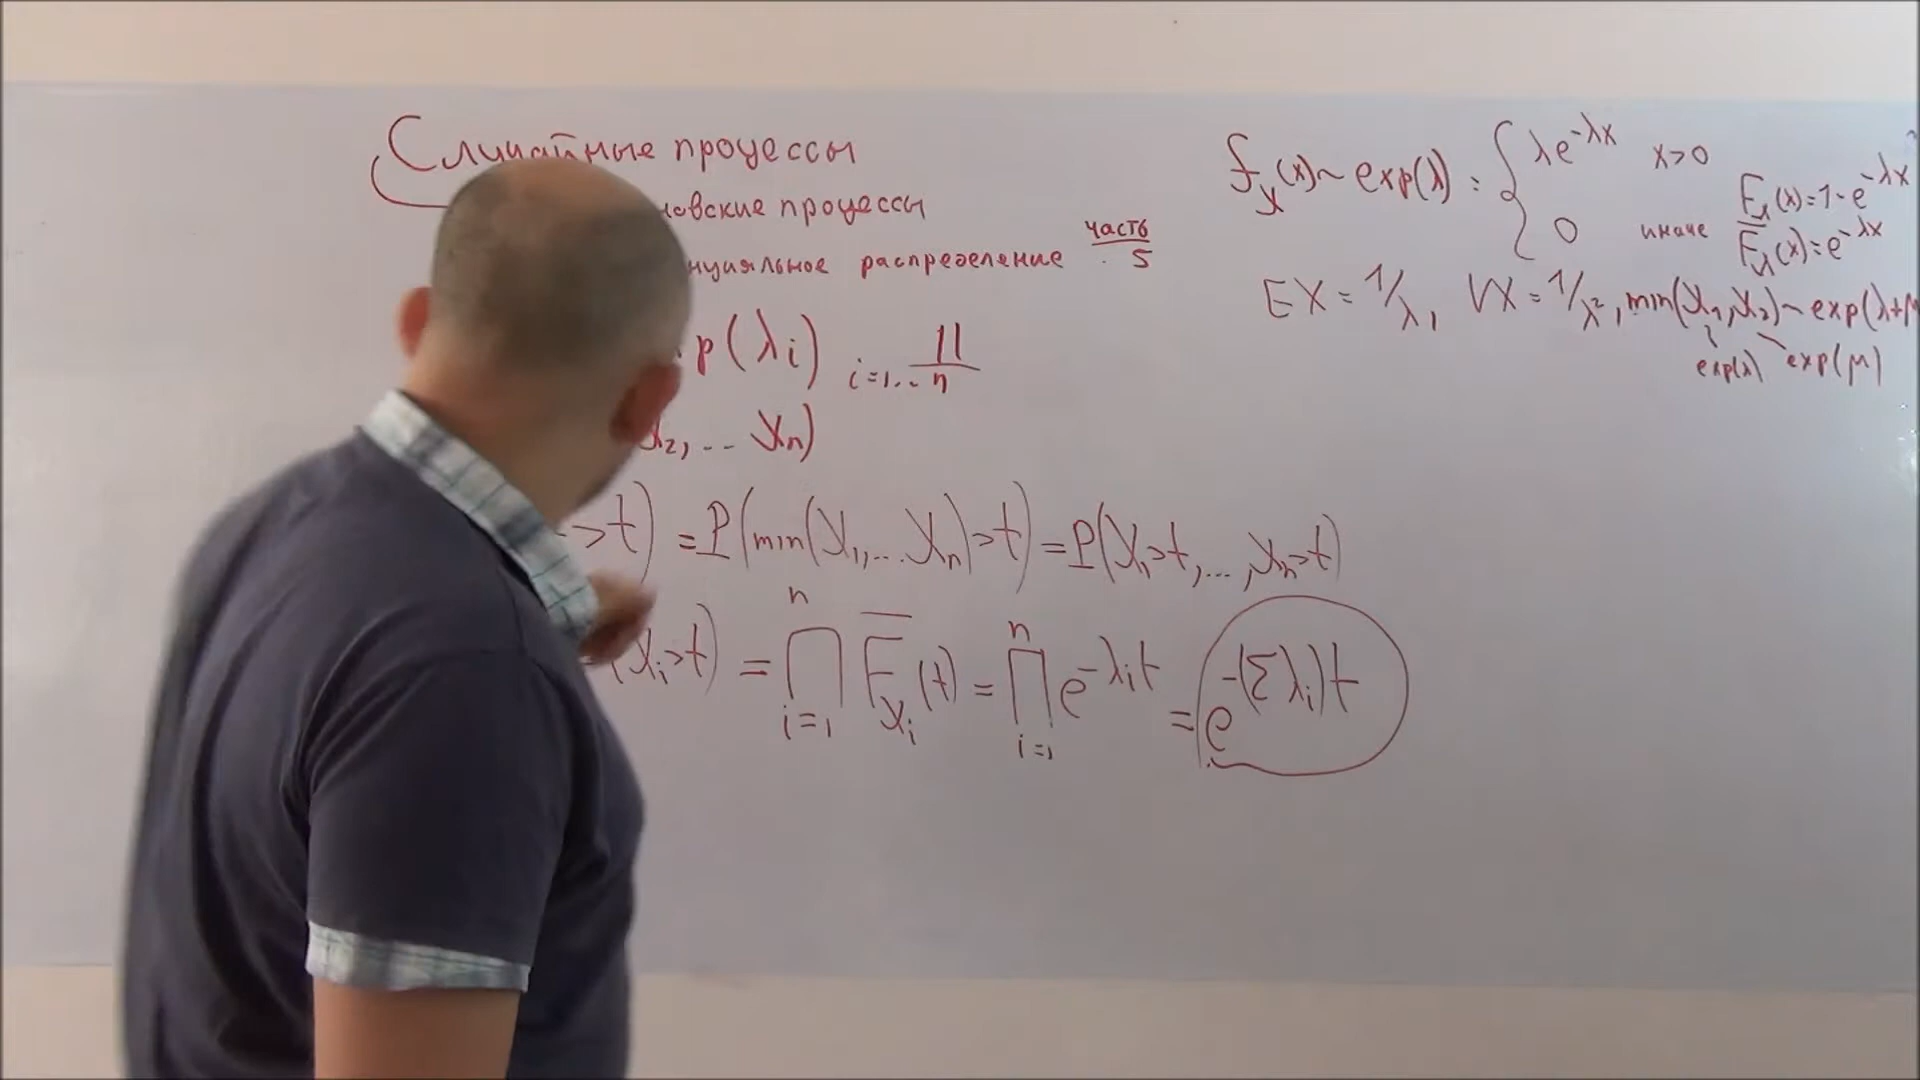 Случайные процессы
новские процессы
нциальное распределение часть 5
p(λi) i=1...n ⊥⊥
X2, ... Xn)
>t) = P(min(X1,... Xn)>t) = P(X1>t, ..., Xn>t)
(Xi>t) = ∏ i=1 n F̅Xi(t) = ∏ i=1 n e^-λit = e^-(Σλi)t
fX(x) ~ exp(λ) = { λe^-λx x>0
0 иначе
FX(x)=1-e^-λx
F̅X(x)=e^-λx
EX = 1/λ, VX = 1/λ², min(X1,X2) ~ exp(λ+μ
exp(λ) exp(μ)